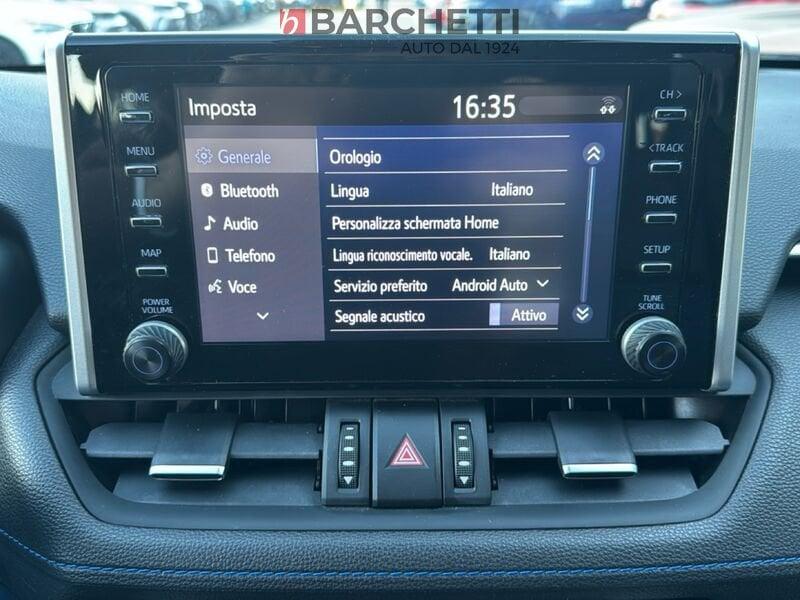 BARCHETTI
AUTO DAL 1924
HOME
MENU
AUDIO
MAP
POWER
VOLUME
Imposta
16:35
Generale
Bluetooth
Audio
Telefono
Voce
Orologio
Lingua Italiano
Personalizza schermata Home
Lingua riconoscimento vocale. Italiano
Servizio preferito Android Auto
Segnale acustico Attivo
CH >
< TRACK
PHONE
SETUP
TUNE
SCROLL